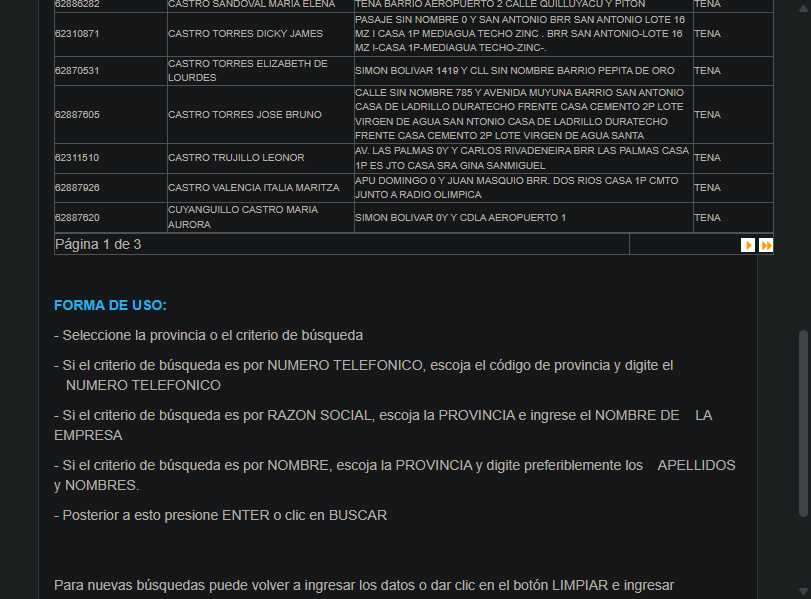 62886282 CASTRO SANDOVAL MARIA ELENA TENA BARRIO AEROPUERTO 2 CALLE QUILLUYACU Y PITON TENA
PASAJE SIN NOMBRE 0 Y SAN ANTONIO BRR SAN ANTONIO LOTE 16
62310871 CASTRO TORRES DICKY JAMES MZ I CASA 1P MEDIAGUA TECHO ZINC . BRR SAN ANTONIO-LOTE 16 TENA
MZ I-CASA 1P-MEDIAGUA TECHO-ZINC-.
62870531 CASTRO TORRES ELIZABETH DE
LOURDES SIMON BOLIVAR 1419 Y CLL SIN NOMBRE BARRIO PEPITA DE ORO TENA
CALLE SIN NOMBRE 785 Y AVENIDA MUYUNA BARRIO SAN ANTONIO
CASA DE LADRILLO DURATECHO FRENTE CASA CEMENTO 2P LOTE
62887605 CASTRO TORRES JOSE BRUNO VIRGEN DE AGUA SAN NTONIO CASA DE LADRILLO DURATECHO TENA
FRENTE CASA CEMENTO 2P LOTE VIRGEN DE AGUA SANTA
62311510 CASTRO TRUJILLO LEONOR AV. LAS PALMAS 0Y Y CARLOS RIVADENEIRA BRR LAS PALMAS CASA TENA
1P ES JTO CASA SRA GINA SANMIGUEL
62887926 CASTRO VALENCIA ITALIA MARITZA APU DOMINGO 0 Y JUAN MASQUIO BRR. DOS RIOS CASA 1P CMTO TENA
JUNTO A RADIO OLIMPICA
62887620 CUYANGUILLO CASTRO MARIA
AURORA SIMON BOLIVAR 0Y Y CDLA AEROPUERTO 1 TENA
Página 1 de 3
FORMA DE USO:
- Seleccione la provincia o el criterio de búsqueda
- Si el criterio de búsqueda es por NUMERO TELEFONICO, escoja el código de provincia y digite el
NUMERO TELEFONICO
- Si el criterio de búsqueda es por RAZON SOCIAL, escoja la PROVINCIA e ingrese el NOMBRE DE LA
EMPRESA
- Si el criterio de búsqueda es por NOMBRE, escoja la PROVINCIA y digite preferiblemente los APELLIDOS
y NOMBRES.
- Posterior a esto presione ENTER o clic en BUSCAR
Para nuevas búsquedas puede volver a ingresar los datos o dar clic en el botón LIMPIAR e ingresar